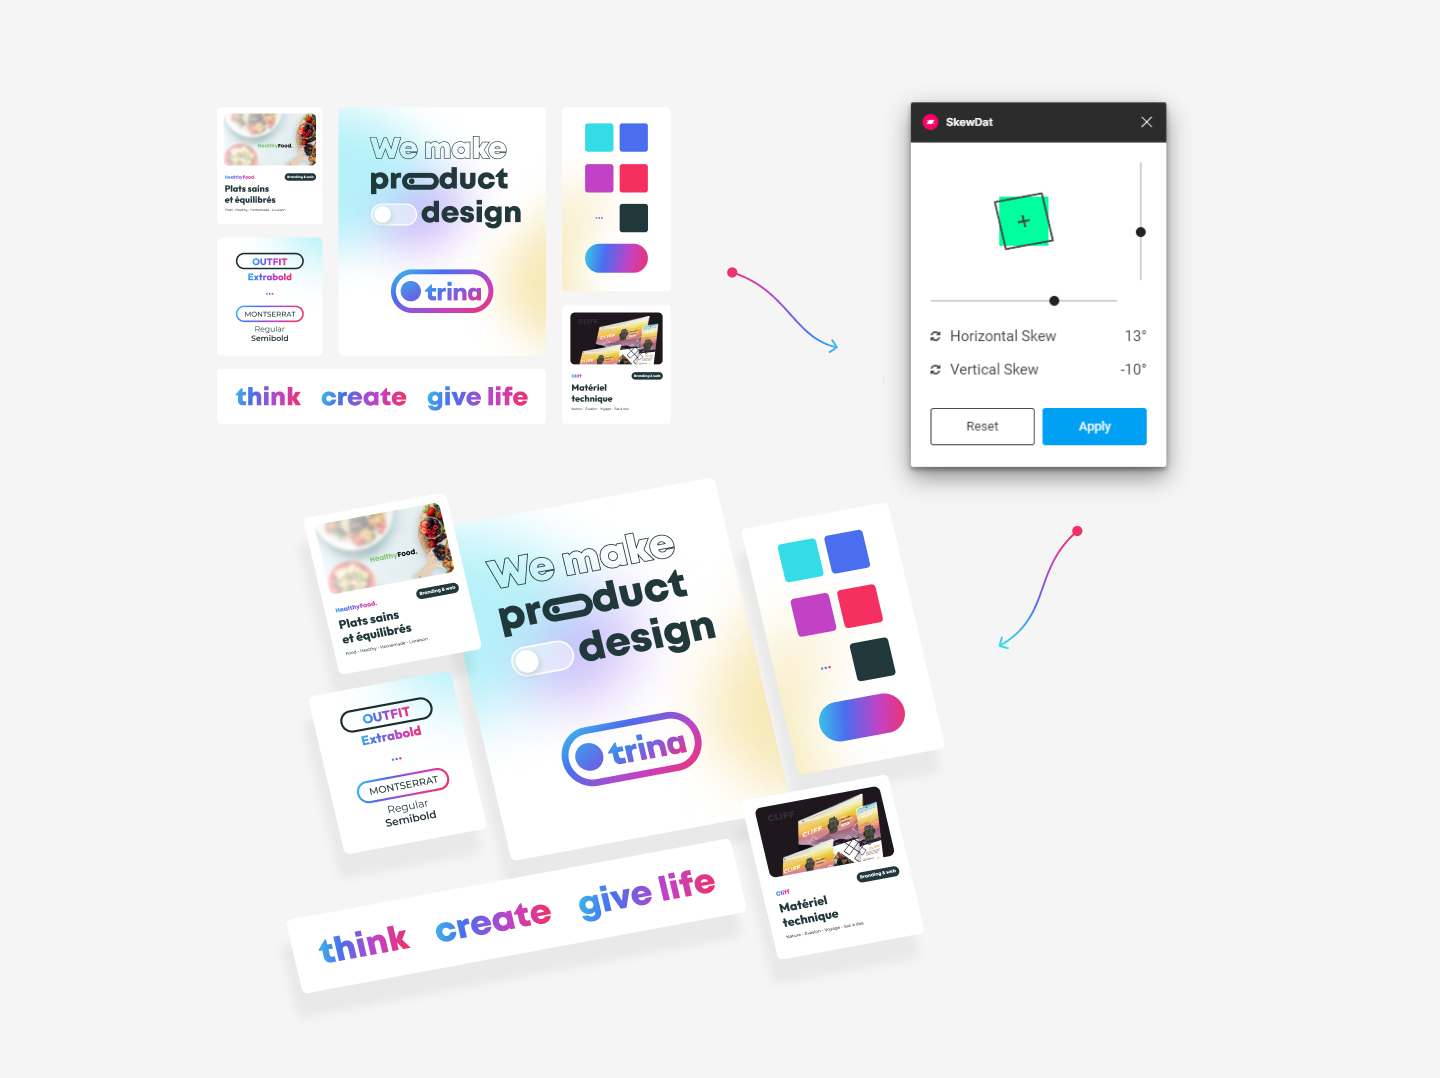 HealthyFood.
HealthyFood.
Branding & web
Plats sains
et équilibrés
Food - Healthy - Homemade - Livraison
OUTFIT
Extrabold
...
MONTSERRAT
Regular
Semibold
We make
product
design
trina
...
CLIFF
Cliff
Branding & web
Matériel
technique
Nature - Évasion - Voyage - Sac à dos
think create give life
SkewDat
Horizontal Skew 13°
Vertical Skew -10°
Reset Apply
HealthyFood.
HealthyFood.
Branding & web
Plats sains
et équilibrés
Food - Healthy - Homemade - Livraison
OUTFIT
Extrabold
...
MONTSERRAT
Regular
Semibold
We make
product
design
trina
...
CLIFF
CLIFF
CLIFF
Cliff
Branding & web
Matériel
technique
Nature - Évasion - Voyage - Sac à dos
think create give life